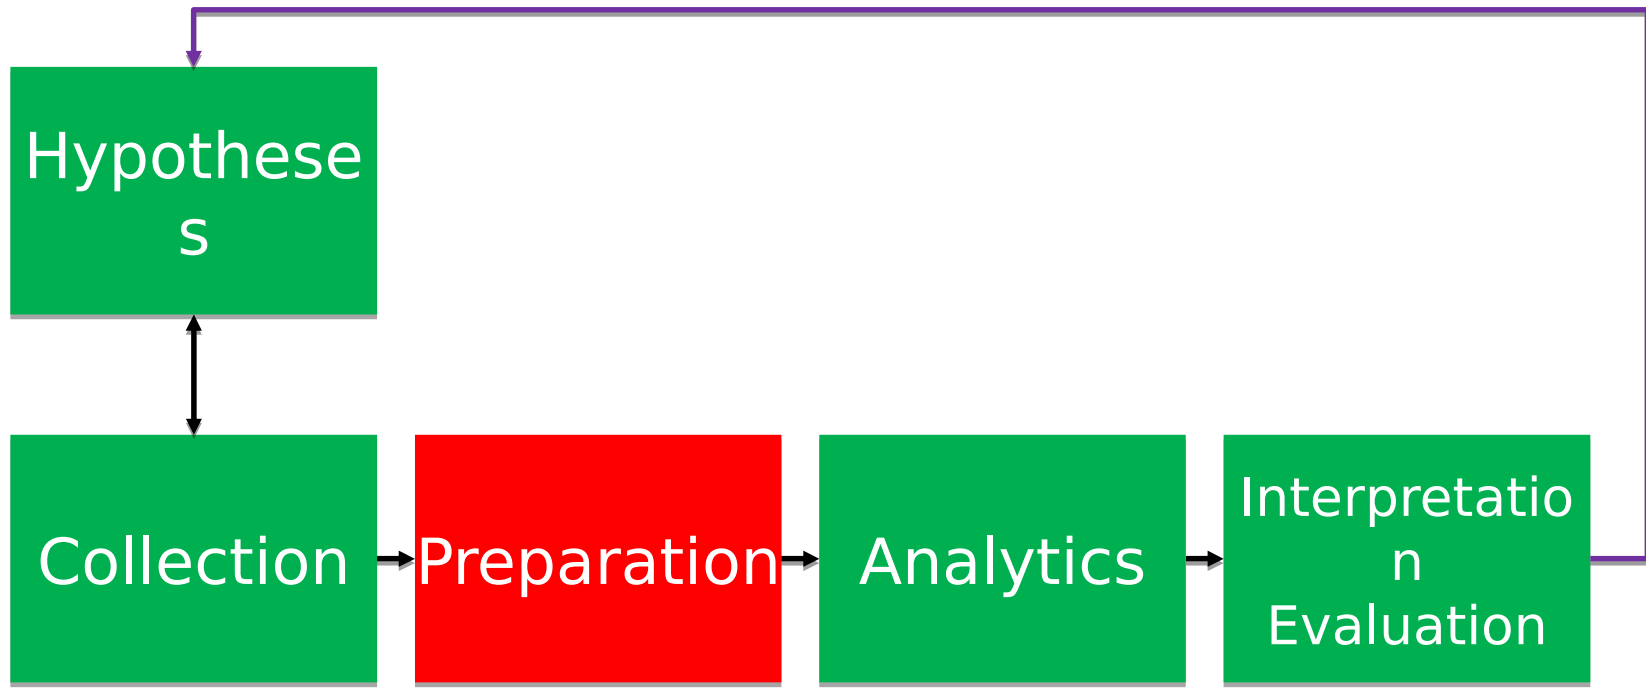 Hypothese
s
Collection
Preparation
Analytics
Interpretatio
n
Evaluation